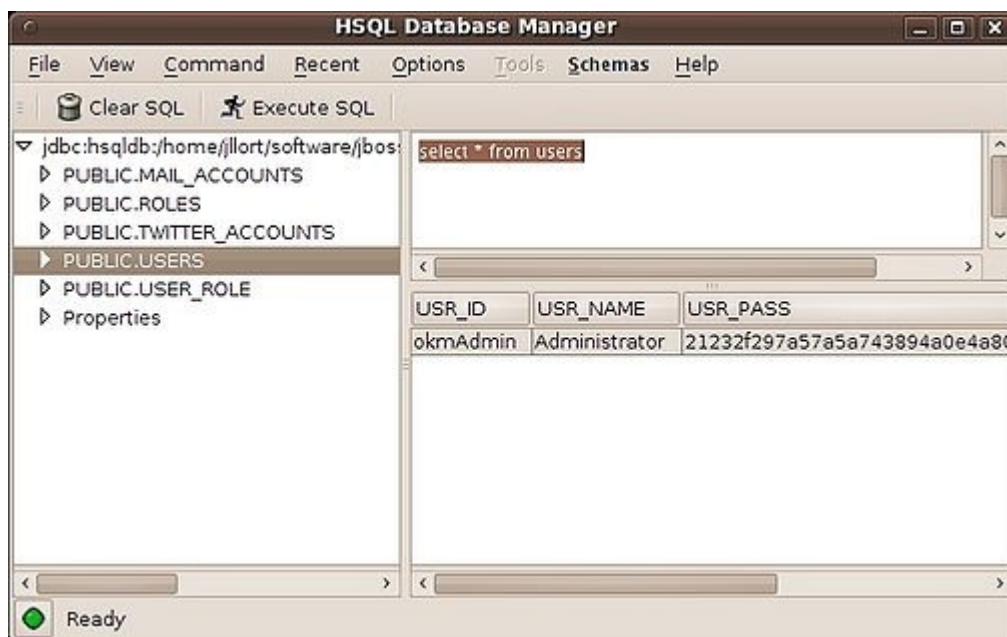 HSQL Database Manager
File View Command Recent Options Tools Schemas Help
Clear SQL Execute SQL
jdbc:hsqldb:/home/jllort/software/jbos
PUBLIC.MAIL_ACCOUNTS
PUBLIC.ROLES
PUBLIC.TWITTER_ACCOUNTS
PUBLIC.USERS
PUBLIC.USER_ROLE
Properties
select * from users
USR_ID USR_NAME USR_PASS
okmAdmin Administrator 21232f297a57a5a743894a0e4a80
Ready